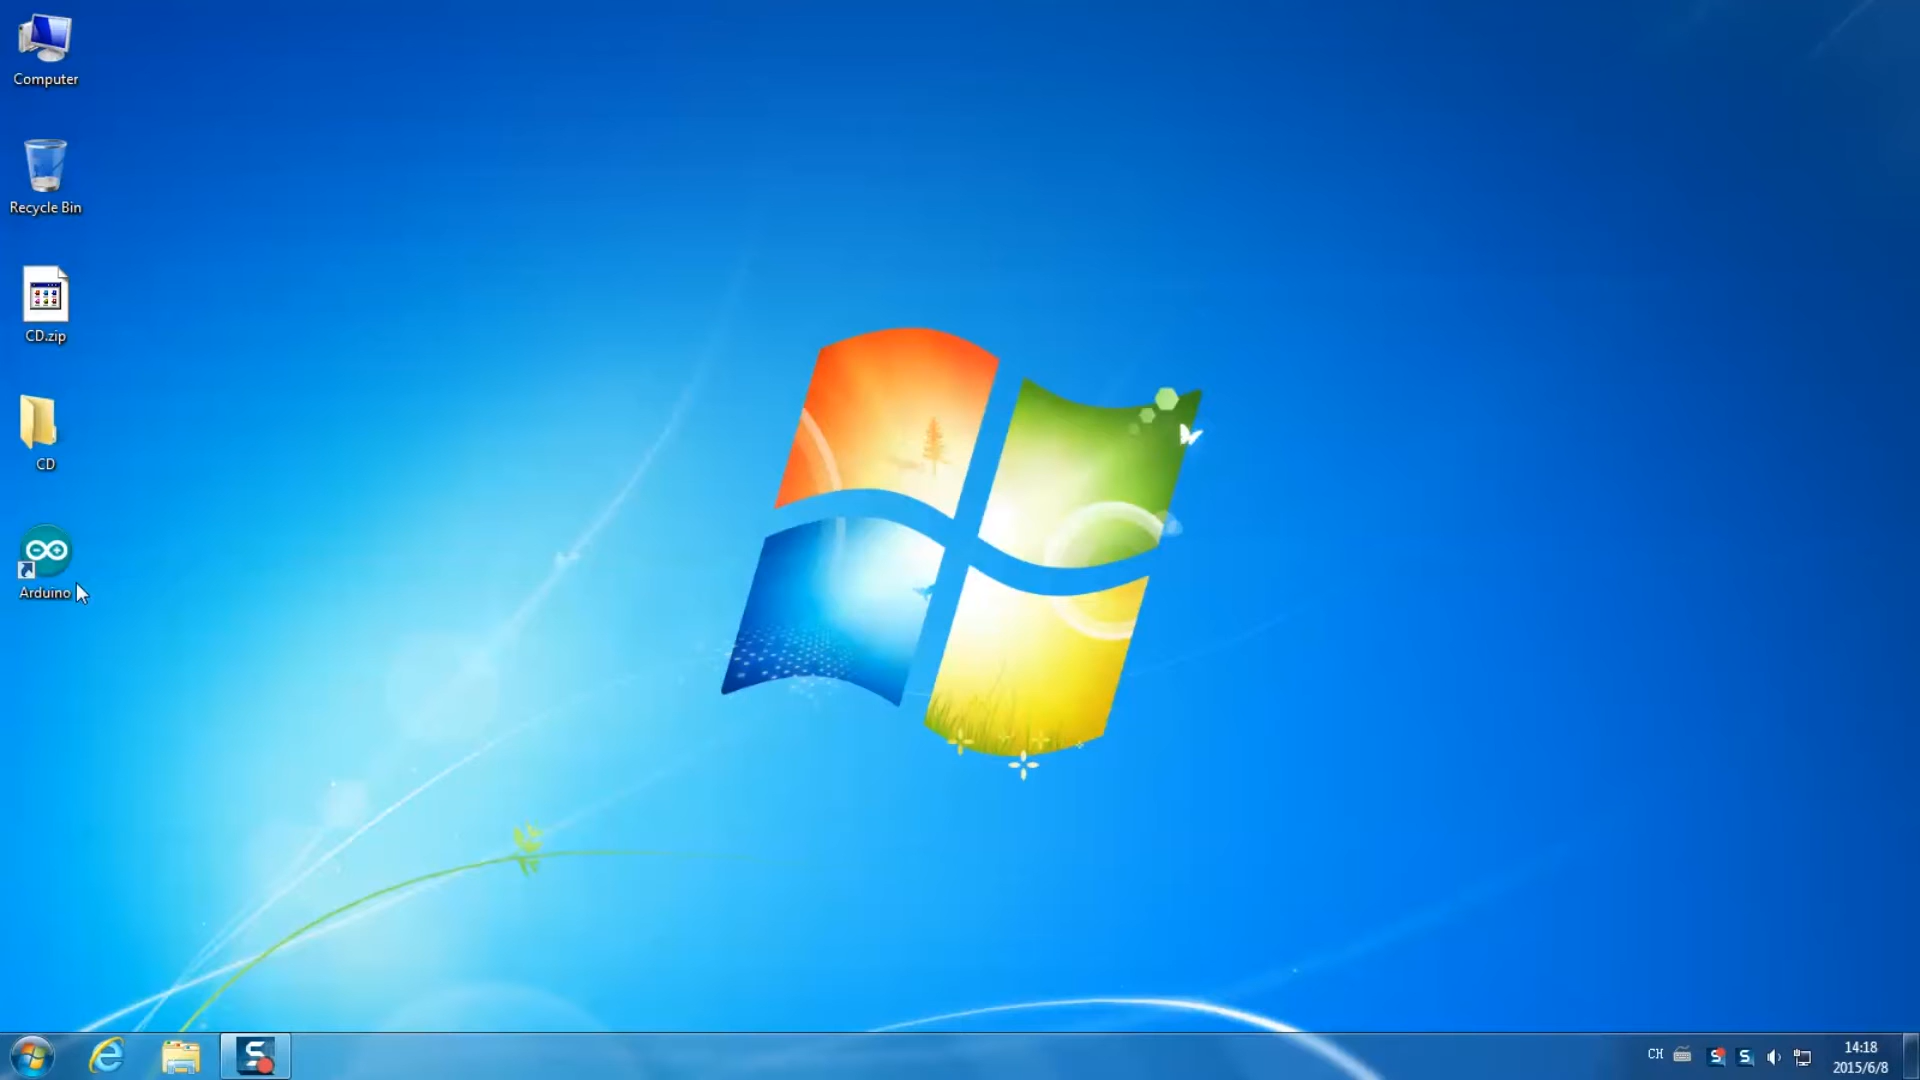 Computer
Recycle Bin
CD.zip
CD
Arduino
CH
14:18
2015/6/8